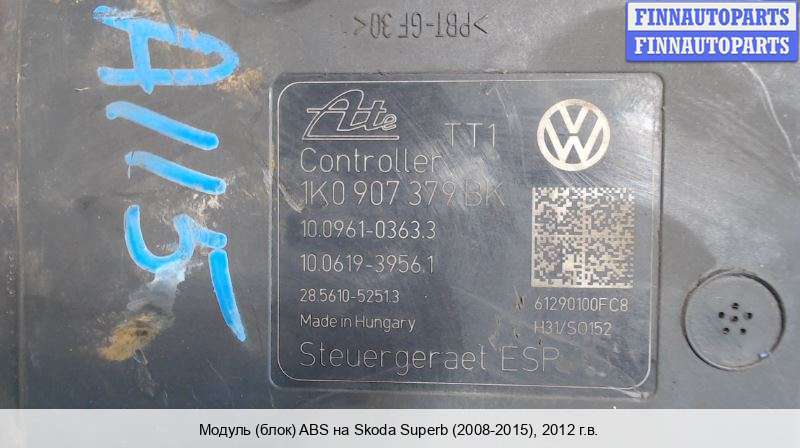 >PBT-GF30<
FINNAUTOPARTS
FINNAUTOPARTS
A115
Ate
TT1
Controller
1K0 907 379 BK
10.0961-0363.3
10.0619-3956.1
28.5610-5251.3
61290100FC8
Made in Hungary
H31/SO152
Steuergeraet ESP
Модуль (блок) ABS на Skoda Superb (2008-2015), 2012 г.в.